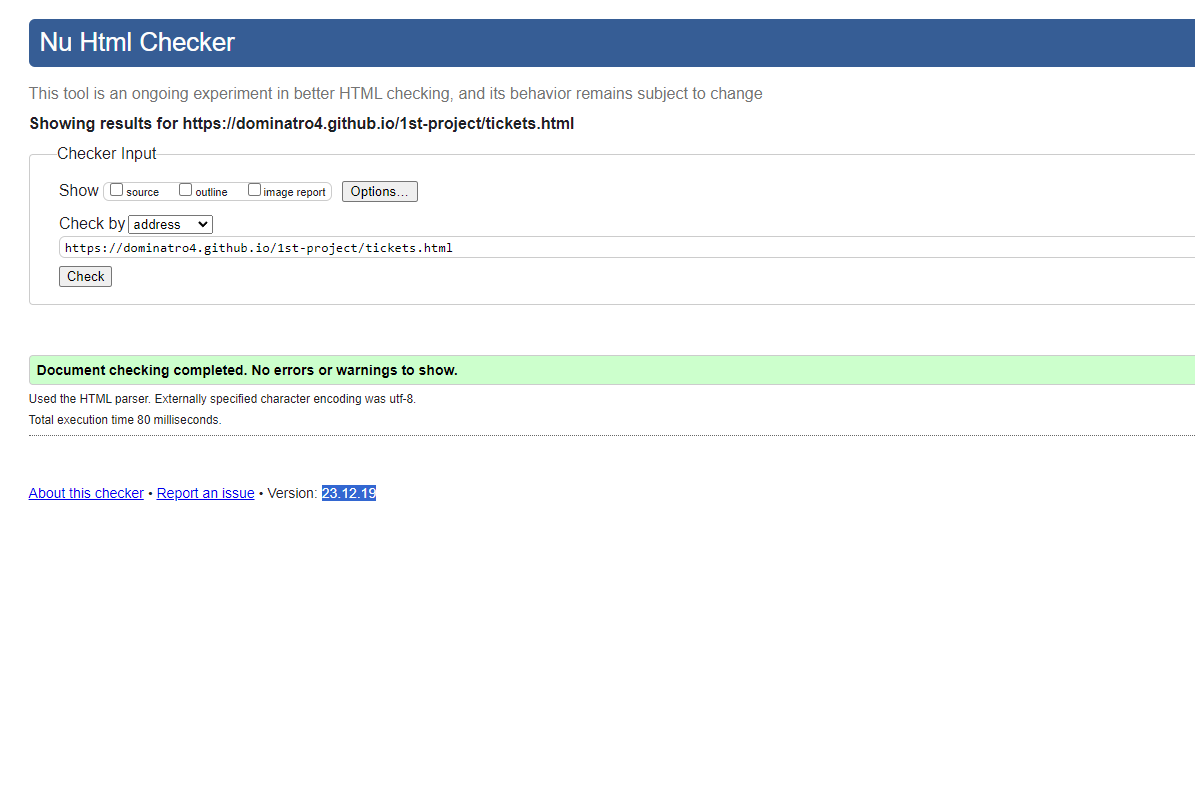 Nu Html Checker
This tool is an ongoing experiment in better HTML checking, and its behavior remains subject to change
Showing results for https://dominatro4.github.io/1st-project/tickets.html
Checker Input
Show source outline image report Options...
Check by address
https://dominatro4.github.io/1st-project/tickets.html
Check
Document checking completed. No errors or warnings to show.
Used the HTML parser. Externally specified character encoding was utf-8.
Total execution time 80 milliseconds.
About this checker • Report an issue • Version: 23.12.19